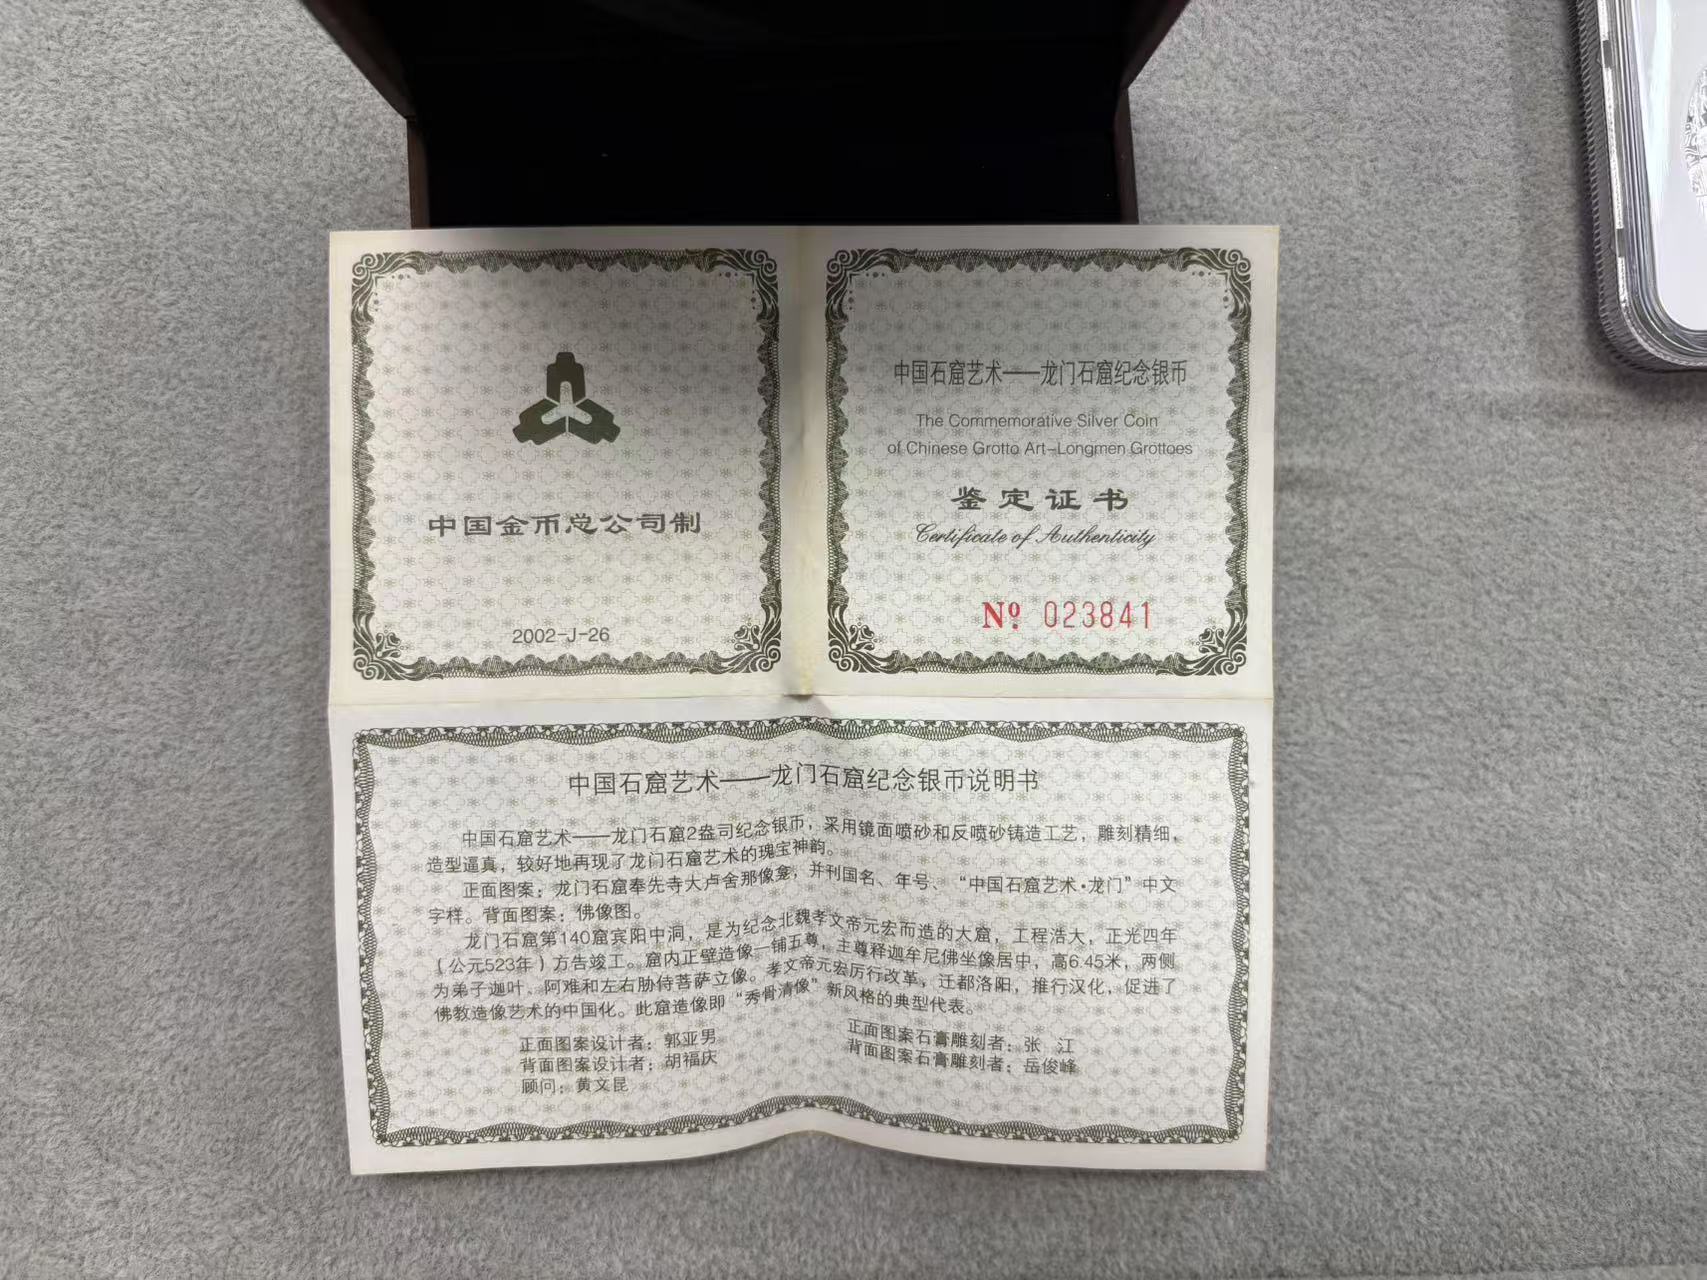 中国金币总公司制
2002-J-26
中国石窟艺术——龙门石窟纪念银币
The Commemorative Silver Coin
of Chinese Grotto Art-Longmen Grottoes
鉴定证书
Certificate of Authenticity
Nº. 023841
中国石窟艺术——龙门石窟纪念银币说明书
中国石窟艺术——龙门石窟2盎司纪念银币，采用镜面喷砂和反喷砂铸造工艺，雕刻精细，
造型逼真，较好地再现了龙门石窟艺术的瑰宝神韵。
正面图案：龙门石窟奉先寺大卢舍那像龛，并刊国名、年号、“中国石窟艺术·龙门”中文
字样。背面图案：佛像图。
龙门石窟第140窟宾阳中洞，是为纪念北魏孝文帝元宏而造的大窟，工程浩大，正光四年
（公元523年）方告竣工。窟内正壁造像一铺五尊，主尊释迦牟尼佛坐像居中，高6.45米，两侧
为弟子迦叶、阿难和左右胁侍菩萨立像。孝文帝元宏厉行改革，迁都洛阳，推行汉化，促进了
佛教造像艺术的中国化。此窟造像即“秀骨清像”新风格的典型代表。
正面图案设计者：郭亚男
背面图案设计者：胡福庆
顾问：黄文昆
正面图案石膏雕刻者：张 江
背面图案石膏雕刻者：岳俊峰